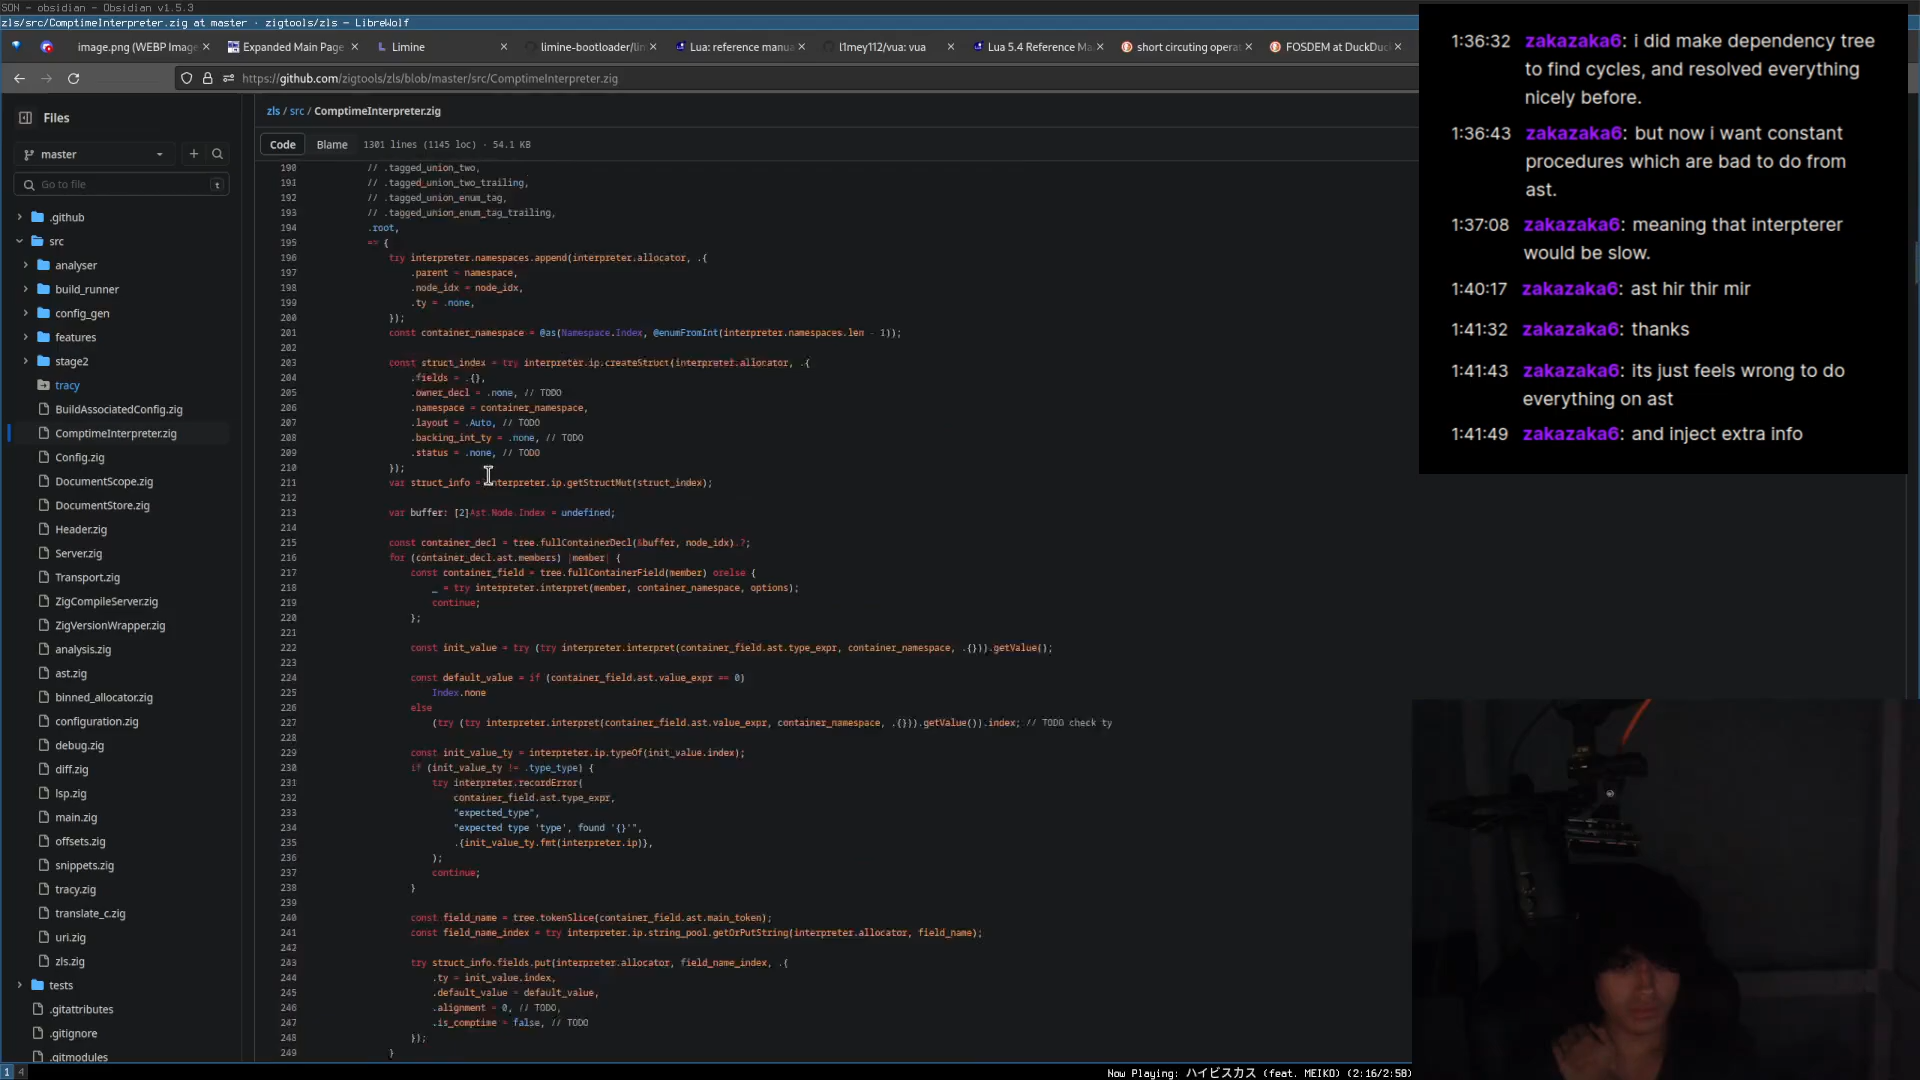 SON - obsidian - Obsidian v1.5.3
zls/src/ComptimeInterpreter.zig at master · zigtools/zls — LibreWolf
image.png (WEBP Imag
Expanded Main Page
Limine
limine-bootloader/lin
Lua: reference manua
l1mey112/vua: vua
Lua 5.4 Reference Ma
short circuting opera
FOSDEM at DuckDuc
https://github.com/zigtools/zls/blob/master/src/ComptimeInterpreter.zig
Files
master
Go to file
t
.github
src
analyser
build_runner
config_gen
features
stage2
tracy
BuildAssociatedConfig.zig
ComptimeInterpreter.zig
Config.zig
DocumentScope.zig
DocumentStore.zig
Header.zig
Server.zig
Transport.zig
ZigCompileServer.zig
ZigVersionWrapper.zig
analysis.zig
ast.zig
binned_allocator.zig
configuration.zig
debug.zig
diff.zig
lsp.zig
main.zig
offsets.zig
snippets.zig
tracy.zig
translate_c.zig
uri.zig
zls.zig
tests
.gitattributes
.gitignore
.gitmodules
zls / src / ComptimeInterpreter.zig
Code Blame 1301 lines (1145 loc) · 54.1 KB
190 // .tagged_union_two,
191 // .tagged_union_two_trailing,
192 // .tagged_union_enum_tag,
193 // .tagged_union_enum_tag_trailing,
194 .root,
195 => {
196 try interpreter.namespaces.append(interpreter.allocator, .{
197 .parent = namespace,
198 .node_idx = node_idx,
199 .ty = .none,
200 });
201 const container_namespace = @as(Namespace.Index, @enumFromInt(interpreter.namespaces.len - 1));
202
203 const struct_index = try interpreter.ip.createStruct(interpreter.allocator, .{
204 .fields = .{},
205 .owner_decl = .none, // TODO
206 .namespace = container_namespace,
207 .layout = .Auto, // TODO
208 .backing_int_ty = .none, // TODO
209 .status = .none, // TODO
210 });
211 var struct_info = interpreter.ip.getStructMut(struct_index);
212
213 var buffer: [2]Ast.Node.Index = undefined;
214
215 const container_decl = tree.fullContainerDecl(&buffer, node_idx).?;
216 for (container_decl.ast.members) |member| {
217 const container_field = tree.fullContainerField(member) orelse {
218 _ = try interpreter.interpret(member, container_namespace, options);
219 continue;
220 };
221
222 const init_value = try (try interpreter.interpret(container_field.ast.type_expr, container_namespace, .{})).getValue();
223
224 const default_value = if (container_field.ast.value_expr == 0)
225 Index.none
226 else
227 (try (try interpreter.interpret(container_field.ast.value_expr, container_namespace, .{})).getValue()).index; // TODO check ty
228
229 const init_value_ty = interpreter.ip.typeOf(init_value.index);
230 if (init_value_ty != .type_type) {
231 try interpreter.recordError(
232 container_field.ast.type_expr,
233 "expected_type",
234 "expected type 'type', found '{}'",
235 .{init_value_ty.fmt(interpreter.ip)},
236 );
237 continue;
238 }
239
240 const field_name = tree.tokenSlice(container_field.ast.main_token);
241 const field_name_index = try interpreter.ip.string_pool.getOrPutString(interpreter.allocator, field_name);
242
243 try struct_info.fields.put(interpreter.allocator, field_name_index, .{
244 .ty = init_value.index,
245 .default_value = default_value,
246 .alignment = 0, // TODO,
247 .is_comptime = false, // TODO
248 });
249 }
1:36:32 zakazaka6: i did make dependency tree
to find cycles, and resolved everything
nicely before.
1:36:43 zakazaka6: but now i want constant
procedures which are bad to do from
ast.
1:37:08 zakazaka6: meaning that interpterer
would be slow.
1:40:17 zakazaka6: ast hir thir mir
1:41:32 zakazaka6: thanks
1:41:43 zakazaka6: its just feels wrong to do
everything on ast
1:41:49 zakazaka6: and inject extra info
1 4
Now Playing: ハイビスカス (feat. MEIKO) (2:16/2:58)